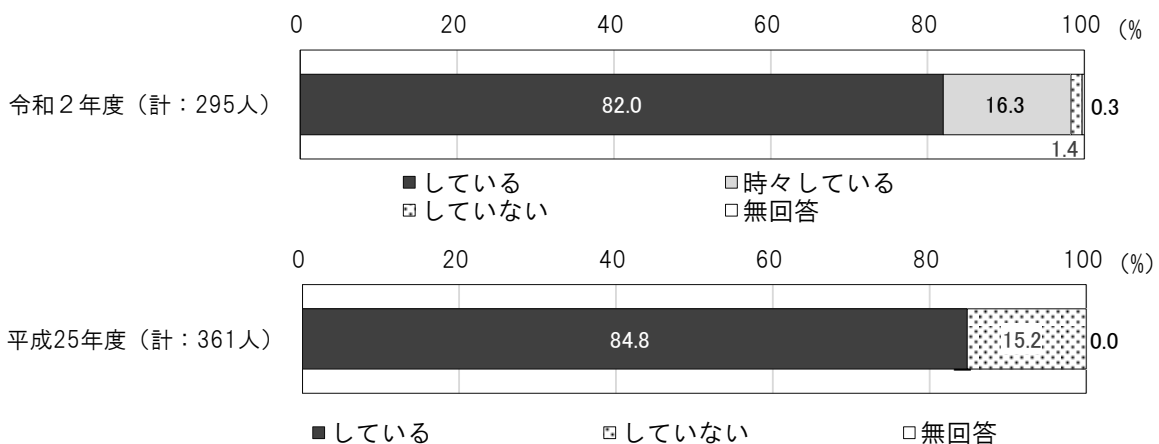 0 20 40 60 80 100 (%
令和２年度（計：295人） 82.0 16.3 0.3
1.4
■している □時々している
□していない □無回答
0 20 40 60 80 100 (%)
平成25年度（計：361人） 84.8 15.2 0.0
■している □していない □無回答